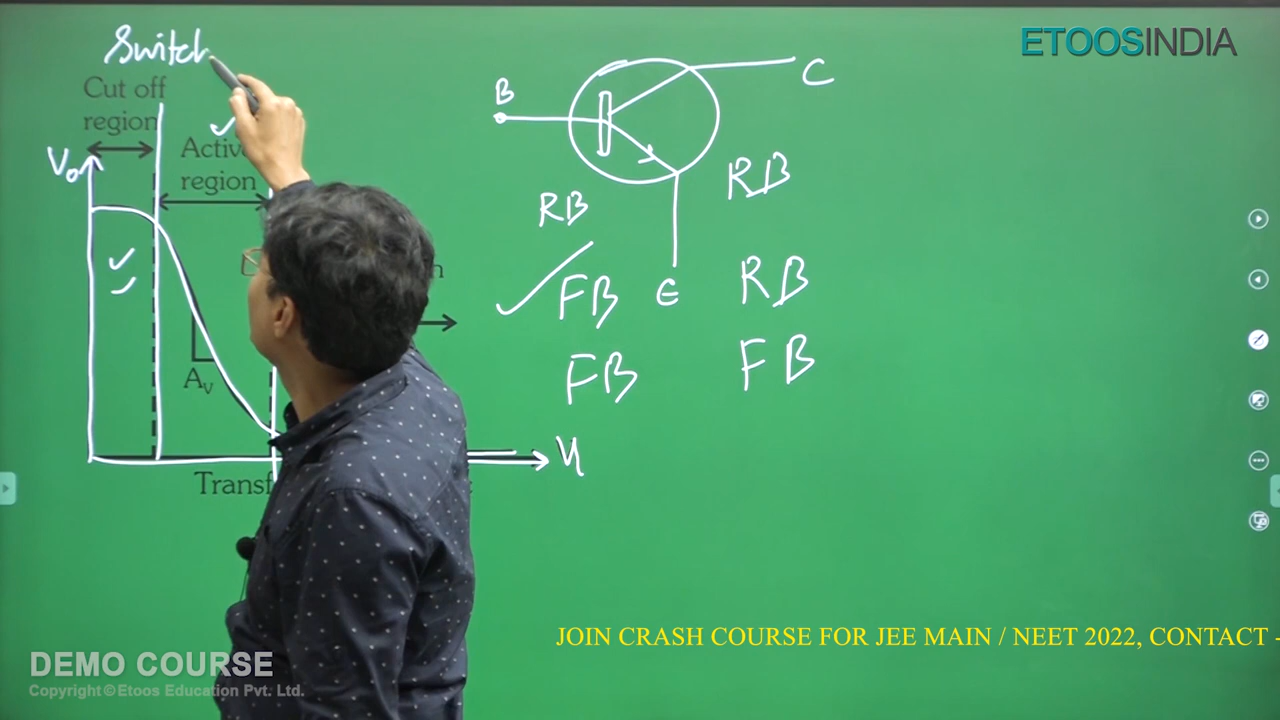 ETOOSINDIA
Switch
Cut off
region
Active
region
V₀
B
C
RB
RB
FB
E
RB
FB
FB
Aᵥ
Transf
DEMO COURSE
Copyright © Etoos Education Pvt. Ltd.
JOIN CRASH COURSE FOR JEE MAIN / NEET 2022, CONTACT -